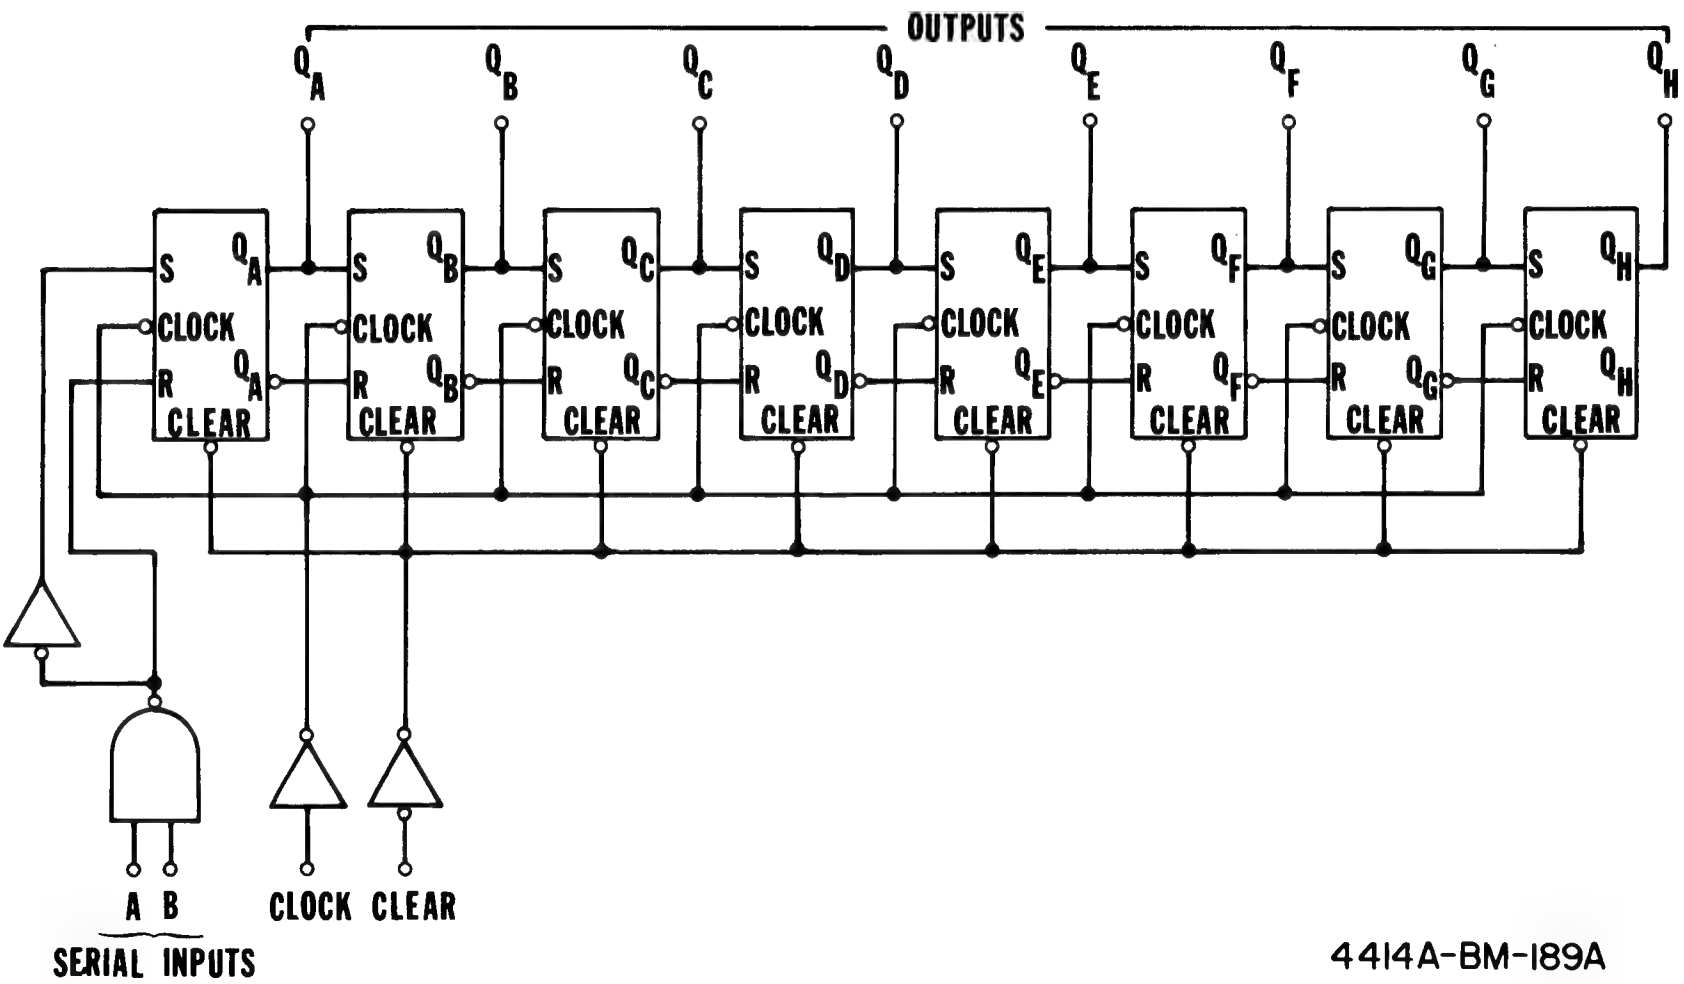 OUTPUTS
QA QB QC QD QE QF QG QH
S QA S QB S QC S QD S QE S QF S QG S QH
CLOCK CLOCK CLOCK CLOCK CLOCK CLOCK CLOCK CLOCK
R QA R QB R QC R QD R QE R QF R QG R QH
CLEAR CLEAR CLEAR CLEAR CLEAR CLEAR CLEAR CLEAR
A B CLOCK CLEAR
SERIAL INPUTS
4414A-BM-189A